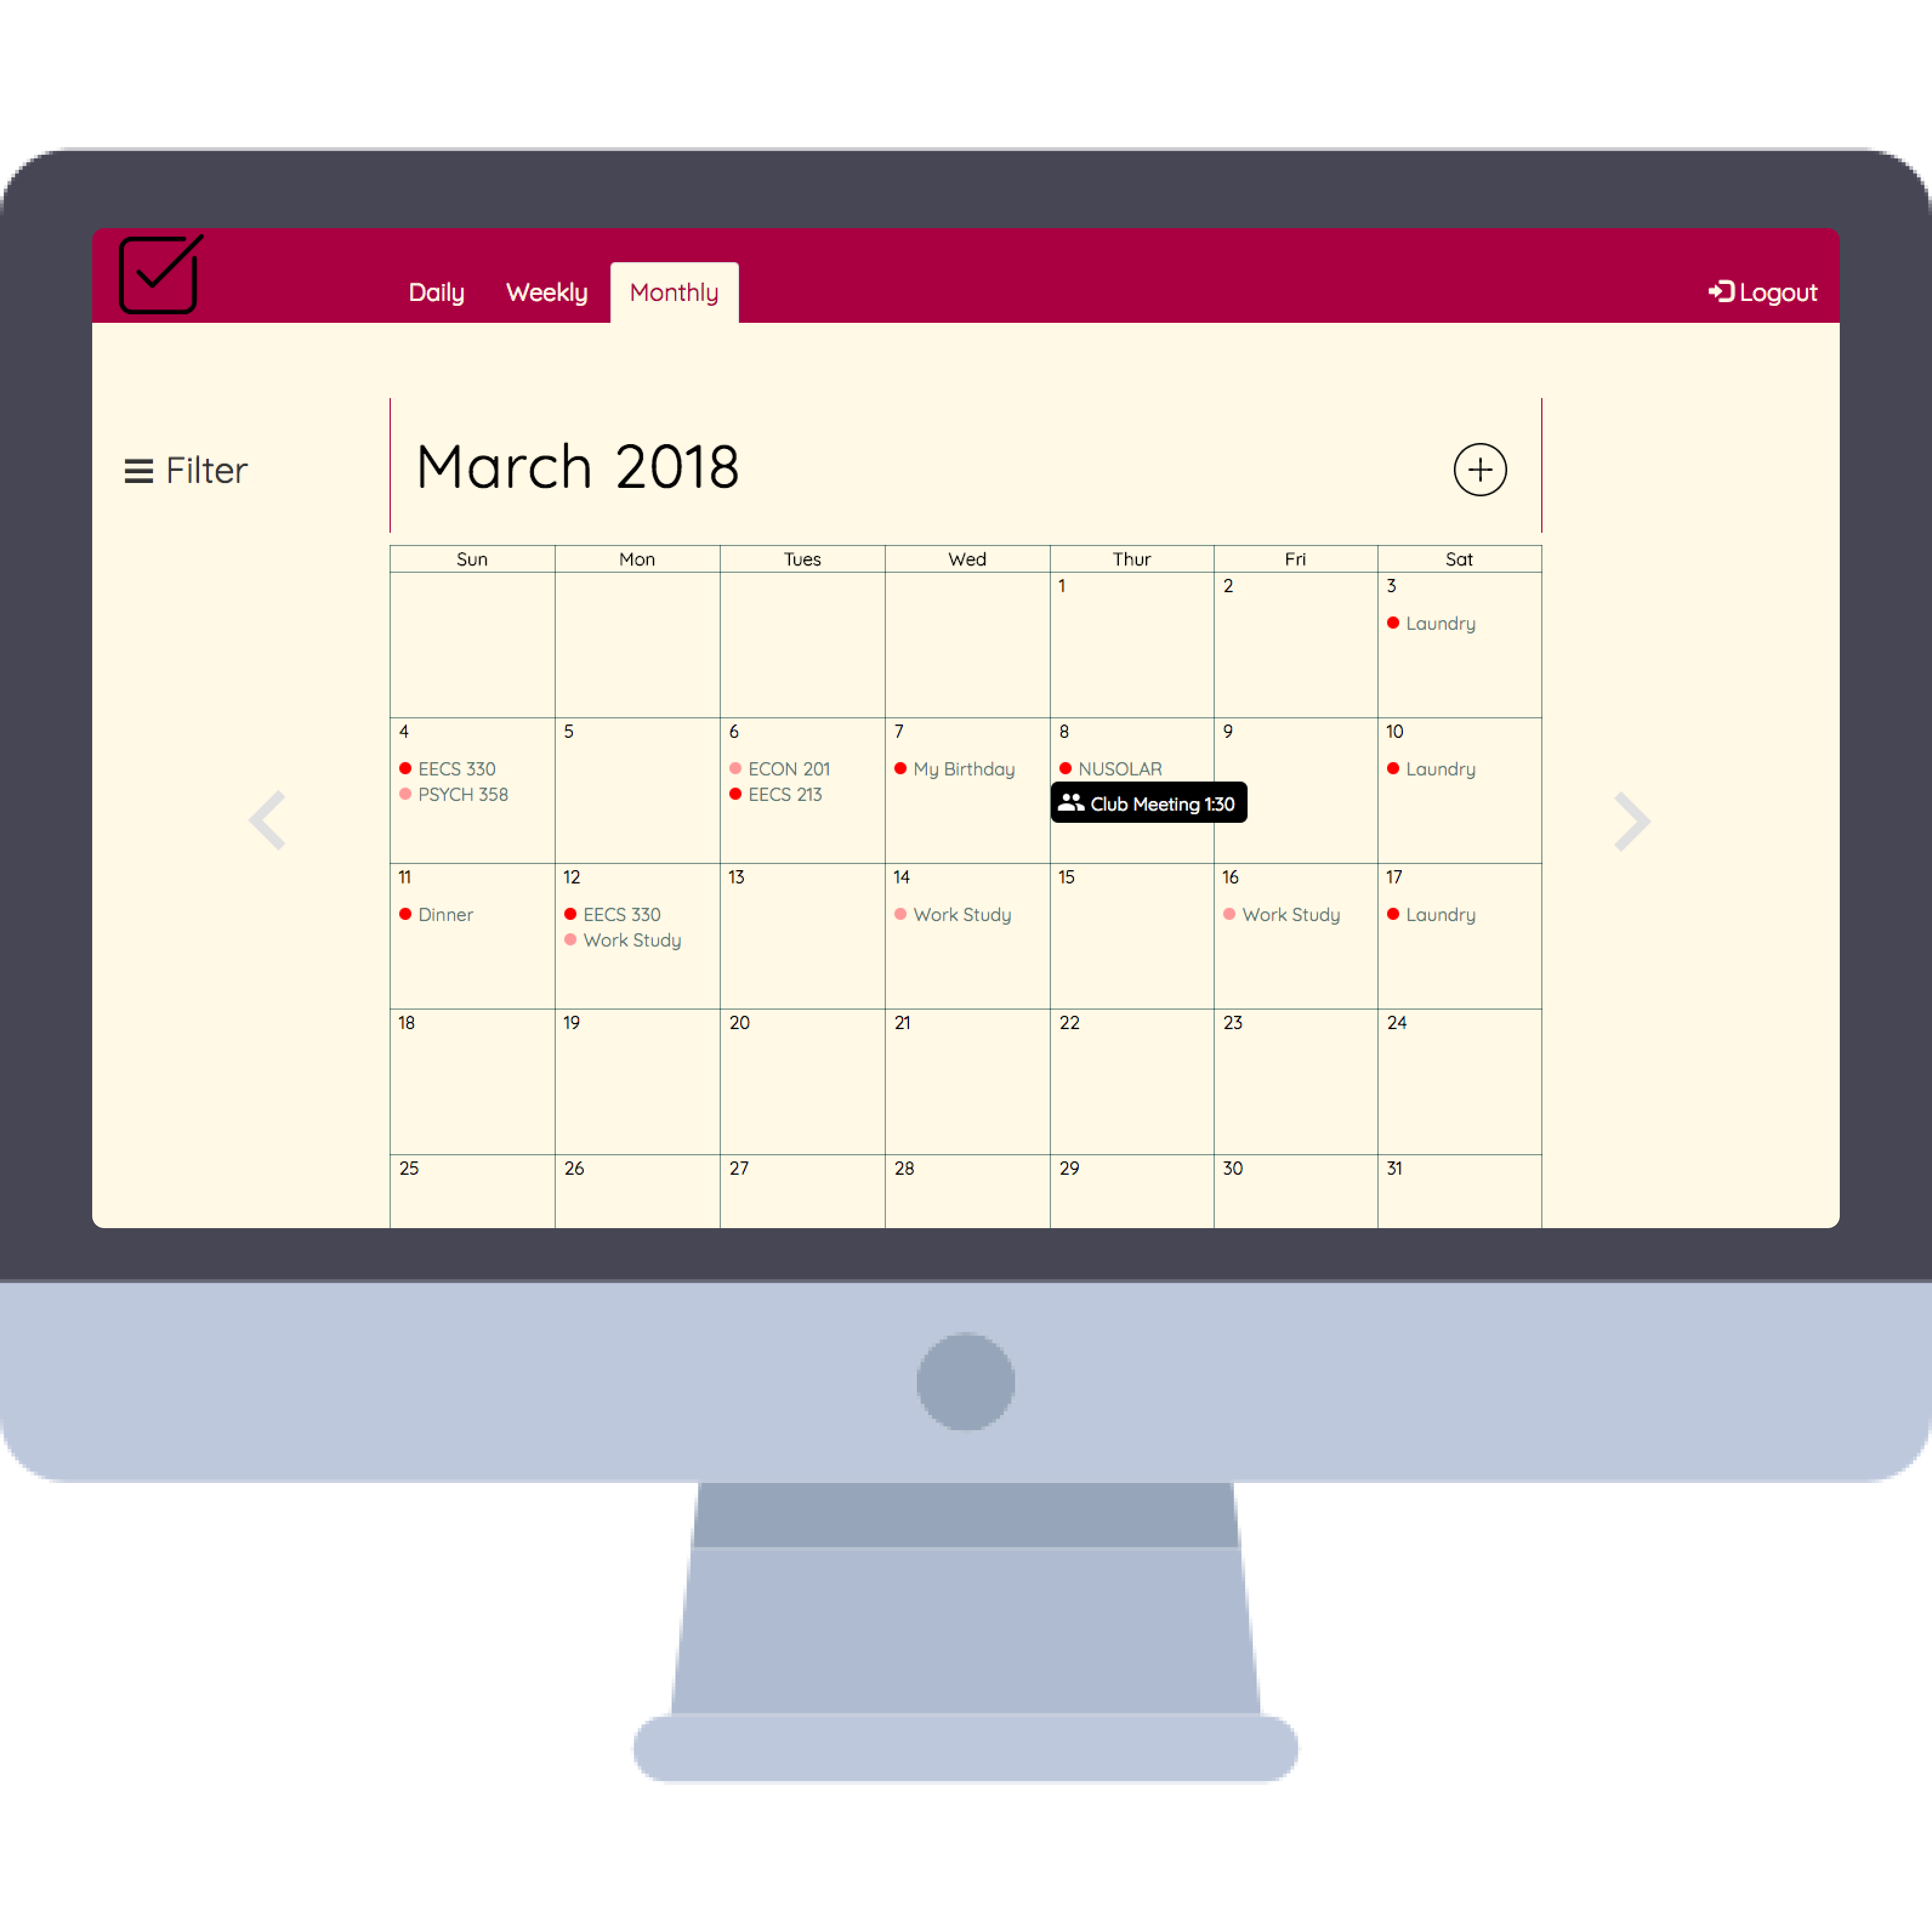 Daily Weekly Monthly Logout
Filter
March 2018
Sun Mon Tues Wed Thur Fri Sat
1 2 3
Laundry
4 5 6 7 8 9 10
EECS 330 ECON 201 My Birthday NUSOLAR Laundry
PSYCH 358 EECS 213 Club Meeting 1:30
11 12 13 14 15 16 17
Dinner EECS 330 Work Study Work Study Laundry
Work Study
18 19 20 21 22 23 24
25 26 27 28 29 30 31